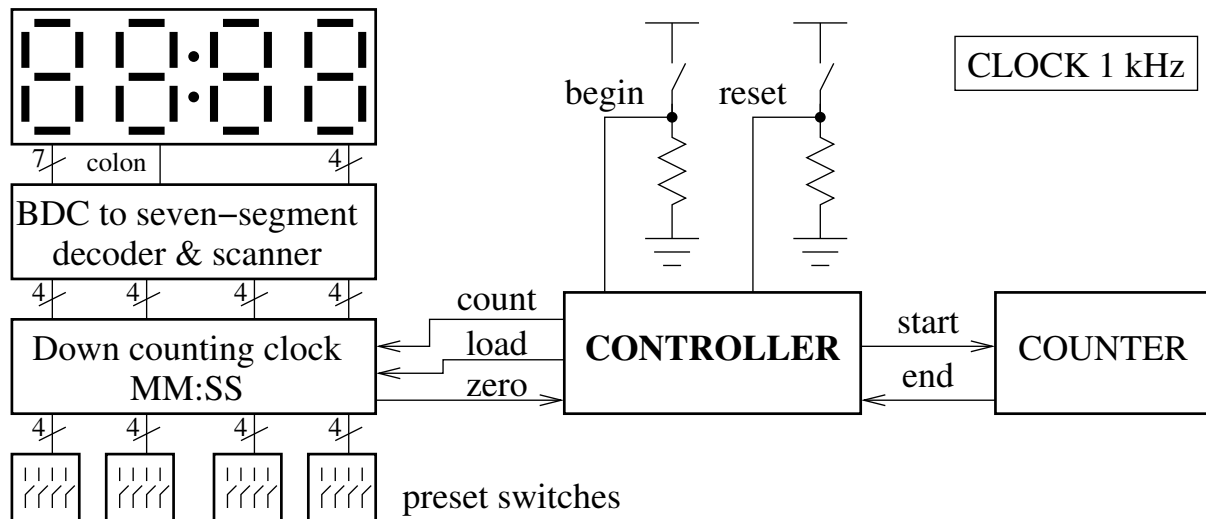 begin
reset
CLOCK 1 kHz
7
colon
4
BDC to seven−segment
decoder & scanner
4 4 4 4
count
load
zero
Down counting clock
MM:SS
CONTROLLER
start
end
COUNTER
4 4 4 4
preset switches